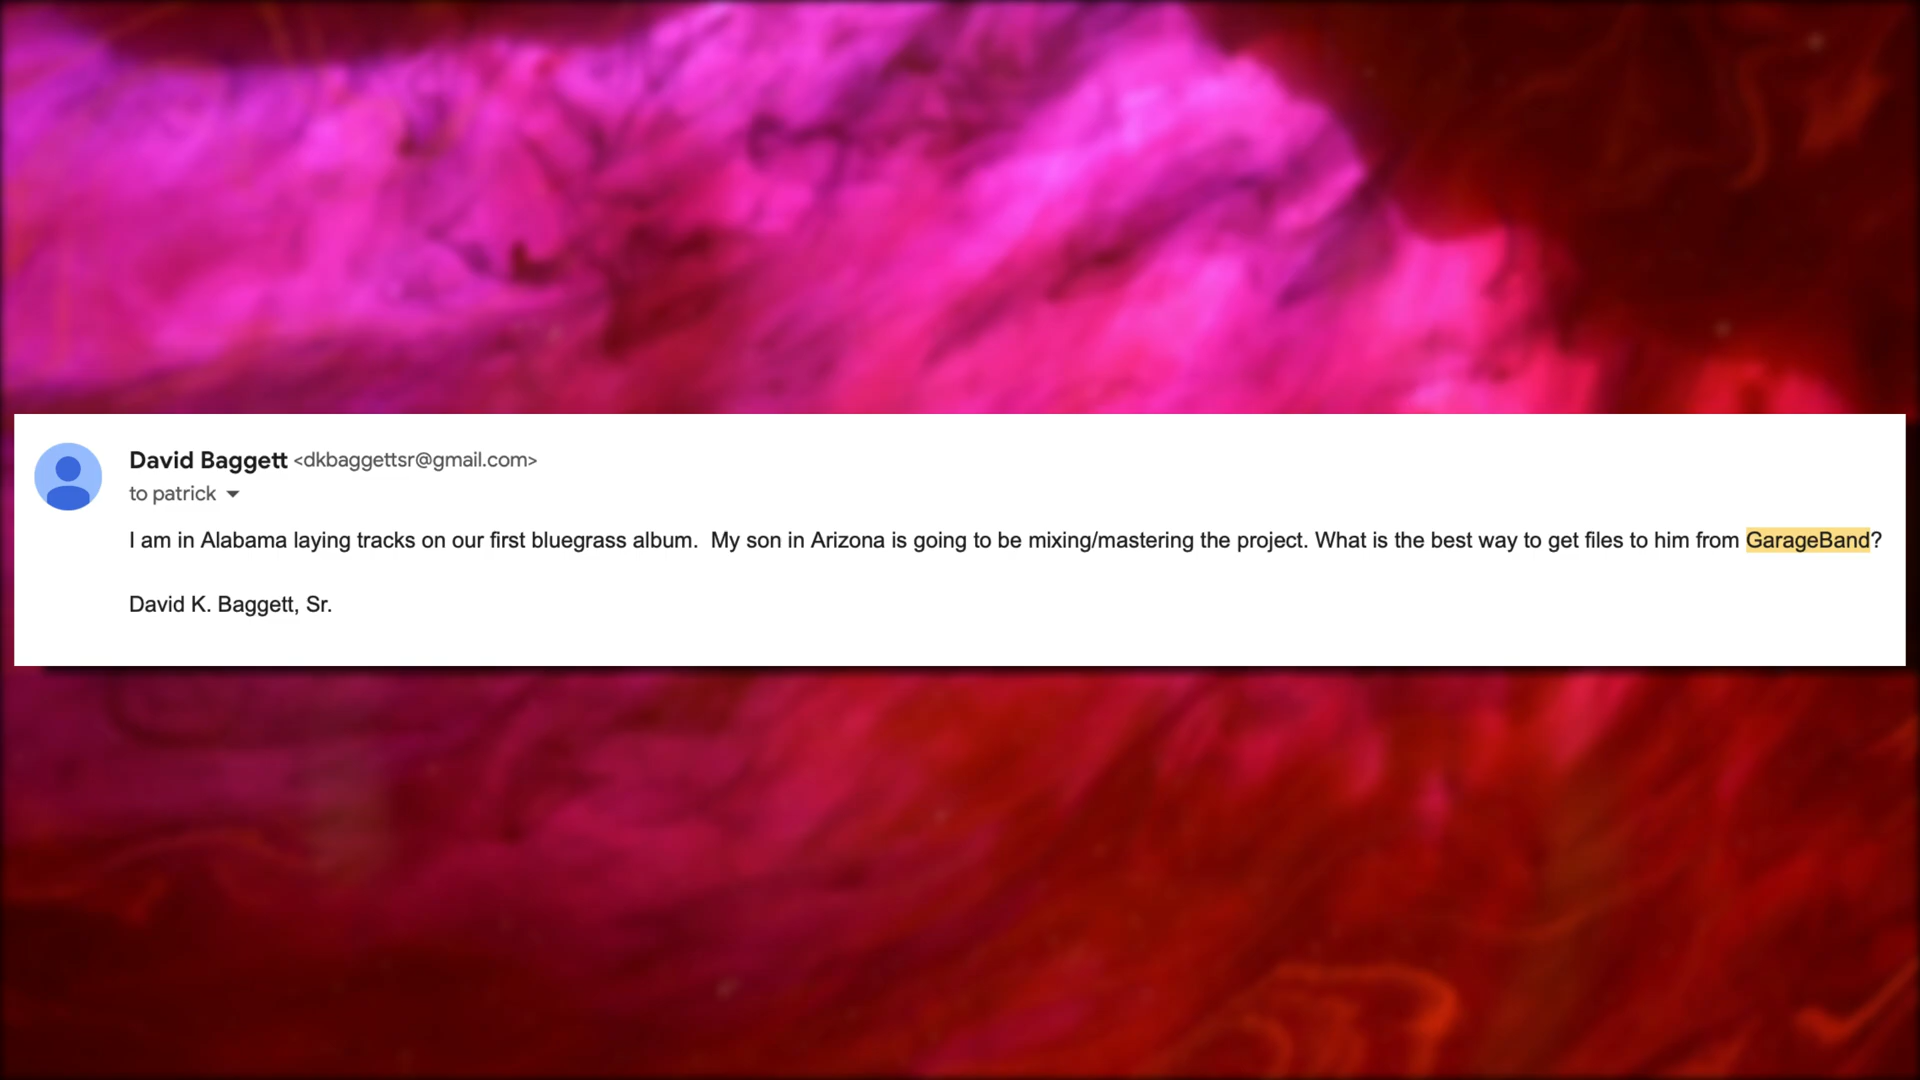 David Baggett <dkbaggettsr@gmail.com>
to patrick
I am in Alabama laying tracks on our first bluegrass album.  My son in Arizona is going to be mixing/mastering the project. What is the best way to get files to him from GarageBand?
David K. Baggett, Sr.